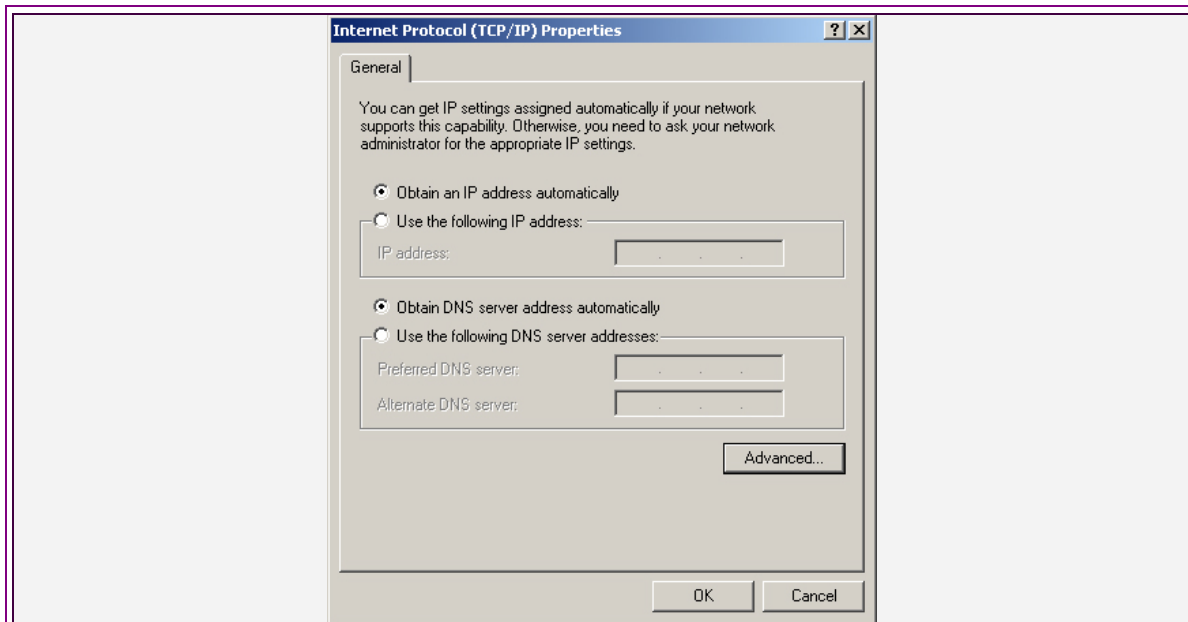 Internet Protocol (TCP/IP) Properties
General
You can get IP settings assigned automatically if your network
supports this capability. Otherwise, you need to ask your network
administrator for the appropriate IP settings.
Obtain an IP address automatically
Use the following IP address:
IP address:
Obtain DNS server address automatically
Use the following DNS server addresses:
Preferred DNS server:
Alternate DNS server:
Advanced...
OK Cancel